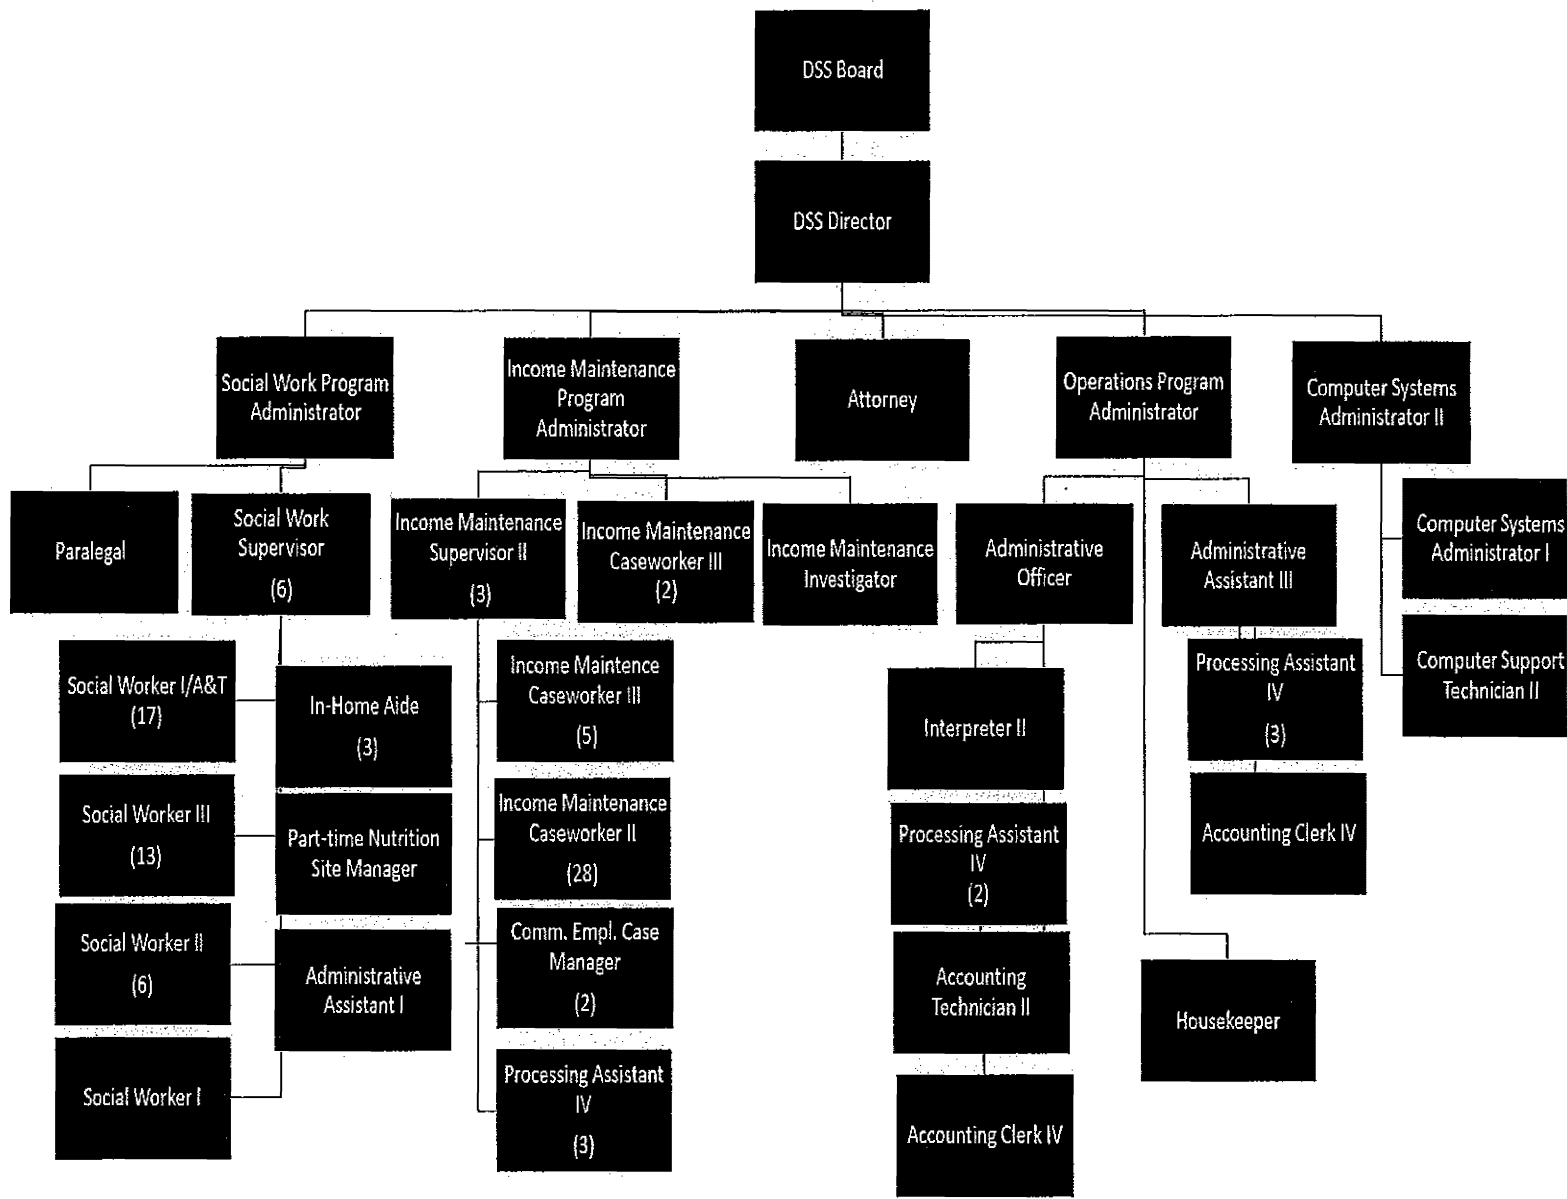 DSS Board
DSS Director
Social Work Program
Administrator
Income Maintenance
Program
Administrator
Attorney
Operations Program
Administrator
Computer Systems
Administrator II
Paralegal
Social Work
Supervisor
(6)
Income Maintenance
Supervisor II
(3)
Income Maintenance
Caseworker III
(2)
Income Maintenance
Investigator
Administrative
Officer
Administrative
Assistant III
Computer Systems
Administrator I
Computer Support
Technician II
Social Worker I/A&T
(17)
Social Worker III
(13)
Social Worker II
(6)
Social Worker I
In-Home Aide
(3)
Part-time Nutrition
Site Manager
Administrative
Assistant I
Income Maintence
Caseworker III
(5)
Income Maintenance
Caseworker II
(28)
Comm. Empl. Case
Manager
(2)
Processing Assistant
IV
(3)
Interpreter II
Processing Assistant
IV
(2)
Accounting
Technician II
Accounting Clerk IV
Processing Assistant
IV
(3)
Accounting Clerk IV
Housekeeper